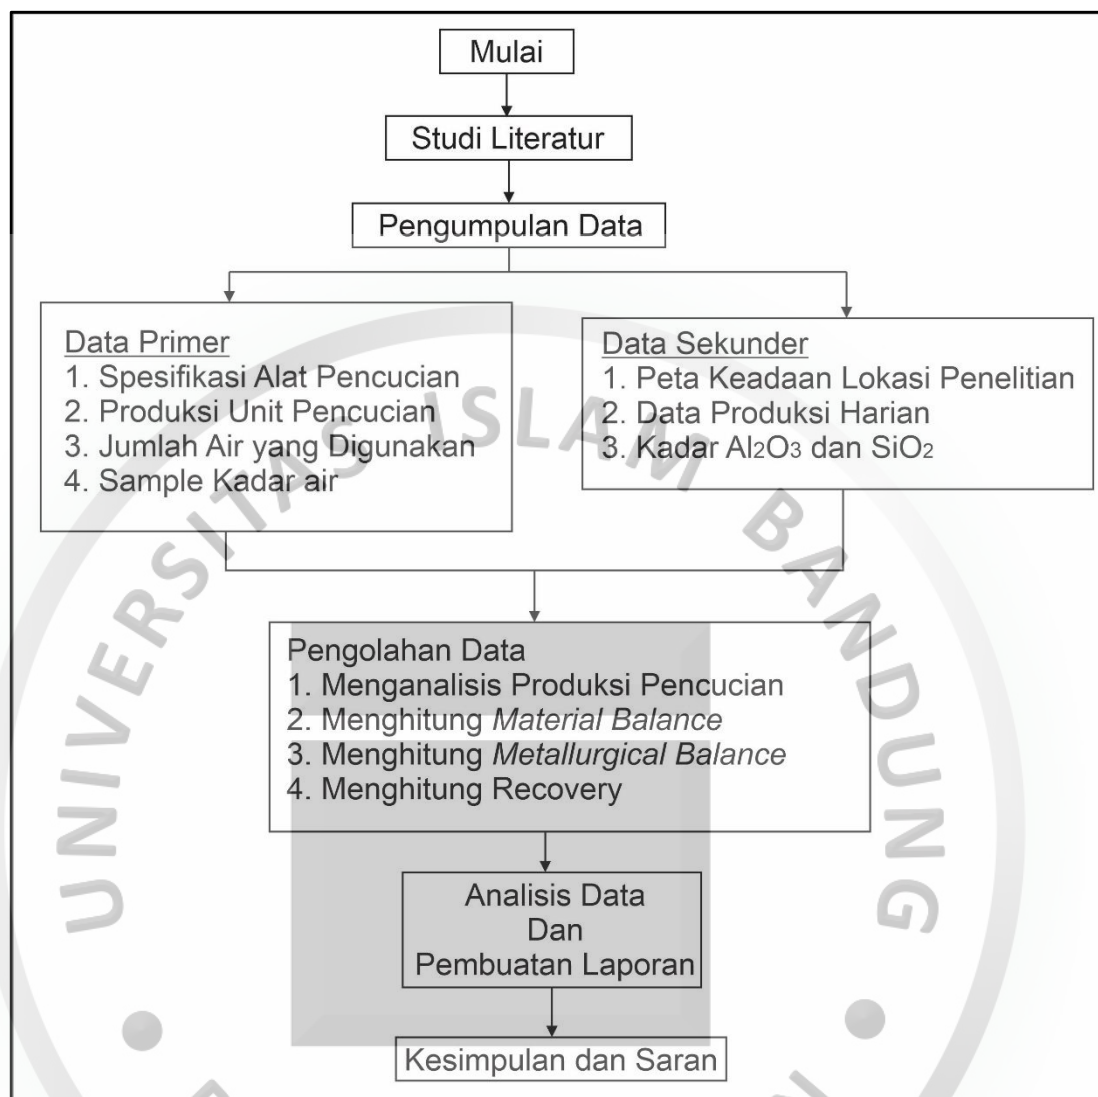 Mulai
Studi Literatur
Pengumpulan Data
Data Primer
1. Spesifikasi Alat Pencucian
2. Produksi Unit Pencucian
3. Jumlah Air yang Digunakan
4. Sample Kadar air
Data Sekunder
1. Peta Keadaan Lokasi Penelitian
2. Data Produksi Harian
3. Kadar Al2O3 dan SiO2
Pengolahan Data
1. Menganalisis Produksi Pencucian
2. Menghitung Material Balance
3. Menghitung Metallurgical Balance
4. Menghitung Recovery
Analisis Data
Dan
Pembuatan Laporan
Kesimpulan dan Saran
UNIVERSITAS ISLAM BANDUNG